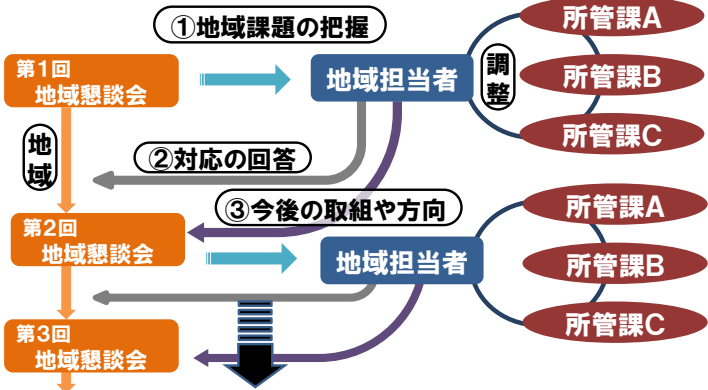 ①地域課題の把握
所管課A
第1回
地域懇談会
地域担当者
調整
所管課B
所管課C
地域
②対応の回答
③今後の取組や方向
所管課A
第2回
地域懇談会
地域担当者
所管課B
所管課C
第3回
地域懇談会